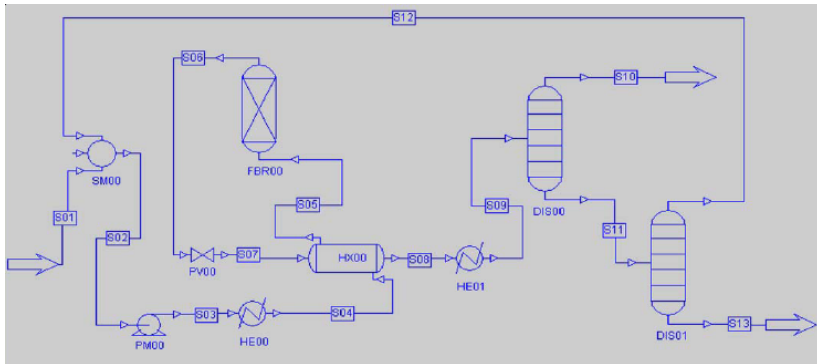 S12
S06
S10
FBR00
SM00
S05
S09
DIS00
S01
S02
S11
PV00
S07
HX00
S08
HE01
S03
S04
PM00
HE00
DIS01
S13